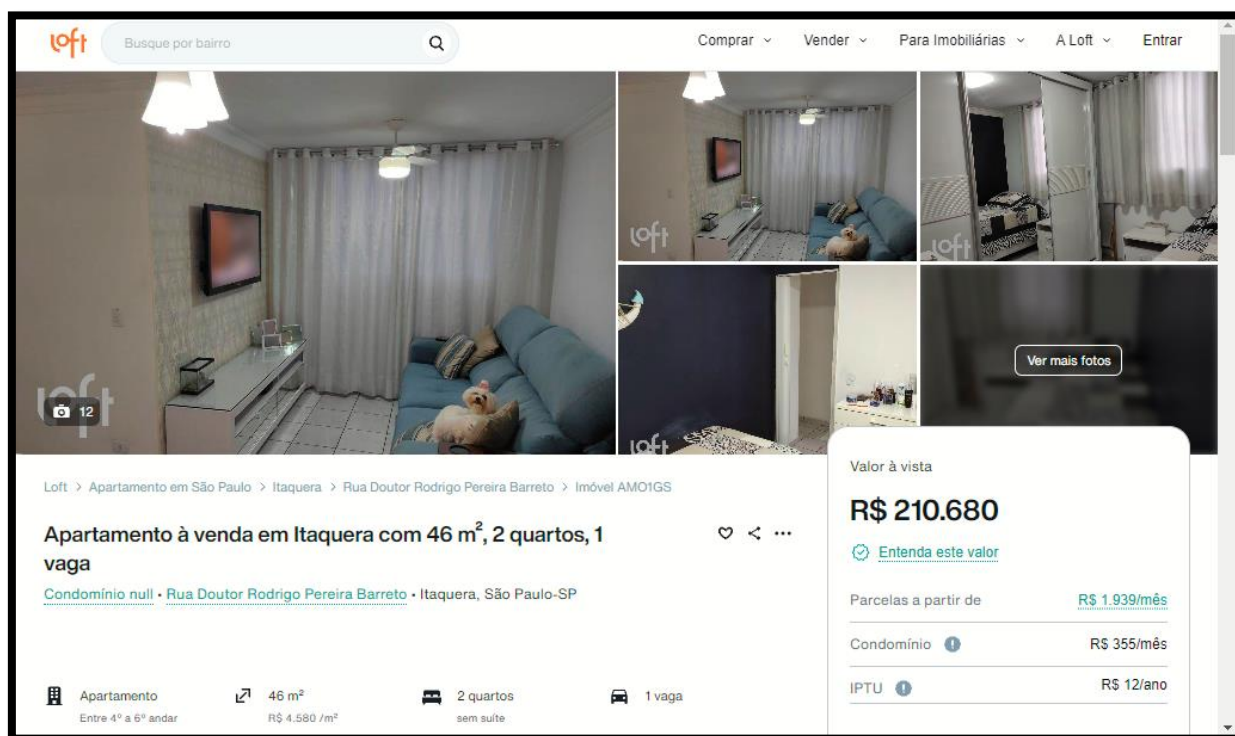 Loft
Busque por bairro
Comprar
Vender
Para Imobiliárias
A Loft
Entrar
Loft
Loft
Loft
12
Loft
Ver mais fotos
Loft > Apartamento em São Paulo > Itaquera > Rua Doutor Rodrigo Pereira Barreto > Imóvel AMO1GS
Apartamento à venda em Itaquera com 46 m², 2 quartos, 1
vaga
Condomínio null • Rua Doutor Rodrigo Pereira Barreto • Itaquera, São Paulo-SP
Apartamento
Entre 4º a 6º andar
46 m²
R$ 4.580 /m²
2 quartos
sem suíte
1 vaga
Valor à vista
R$ 210.680
Entenda este valor
Parcelas a partir de R$ 1.939/mês
Condomínio R$ 355/mês
IPTU R$ 12/ano